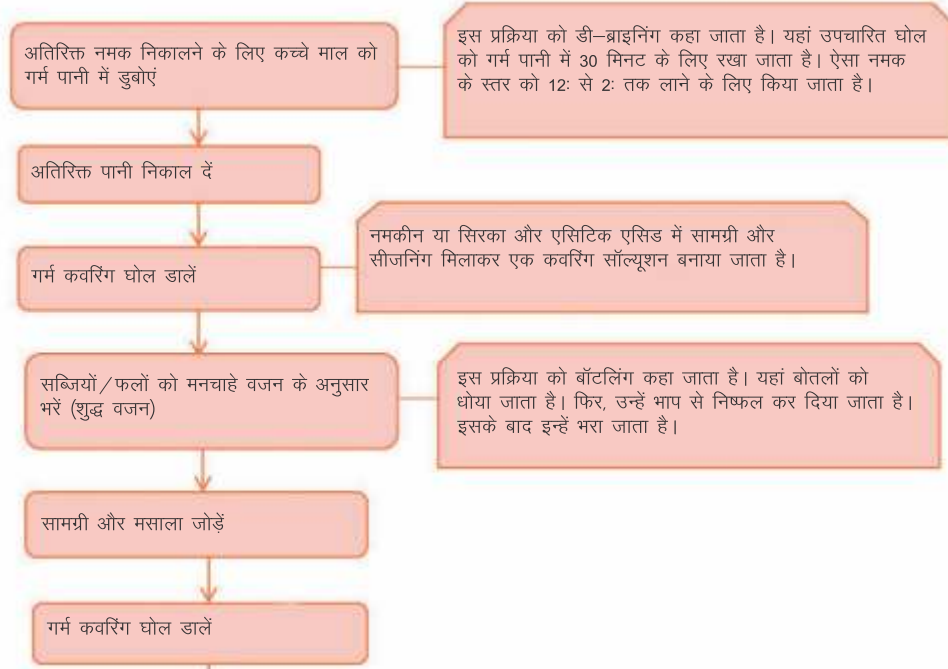 अतिरिक्त नमक निकालने के लिए कच्चे माल को
गर्म पानी में डुबोएं
इस प्रक्रिया को डी–ब्राइनिंग कहा जाता है। यहां उपचारित घोल
को गर्म पानी में 30 मिनट के लिए रखा जाता है। ऐसा नमक
के स्तर को 12ः से 2ः तक लाने के लिए किया जाता है।
अतिरिक्त पानी निकाल दें
गर्म कवरिंग घोल डालें
नमकीन या सिरका और एसिटिक एसिड में सामग्री और
सीजनिंग मिलाकर एक कवरिंग सॉल्यूशन बनाया जाता है।
सब्जियों/फलों को मनचाहे वजन के अनुसार
भरें (शुद्ध वजन)
इस प्रक्रिया को बॉटलिंग कहा जाता है। यहां बोतलों को
धोया जाता है। फिर, उन्हें भाप से निष्फल कर दिया जाता है।
इसके बाद इन्हें भरा जाता है।
सामग्री और मसाला जोड़ें
गर्म कवरिंग घोल डालें